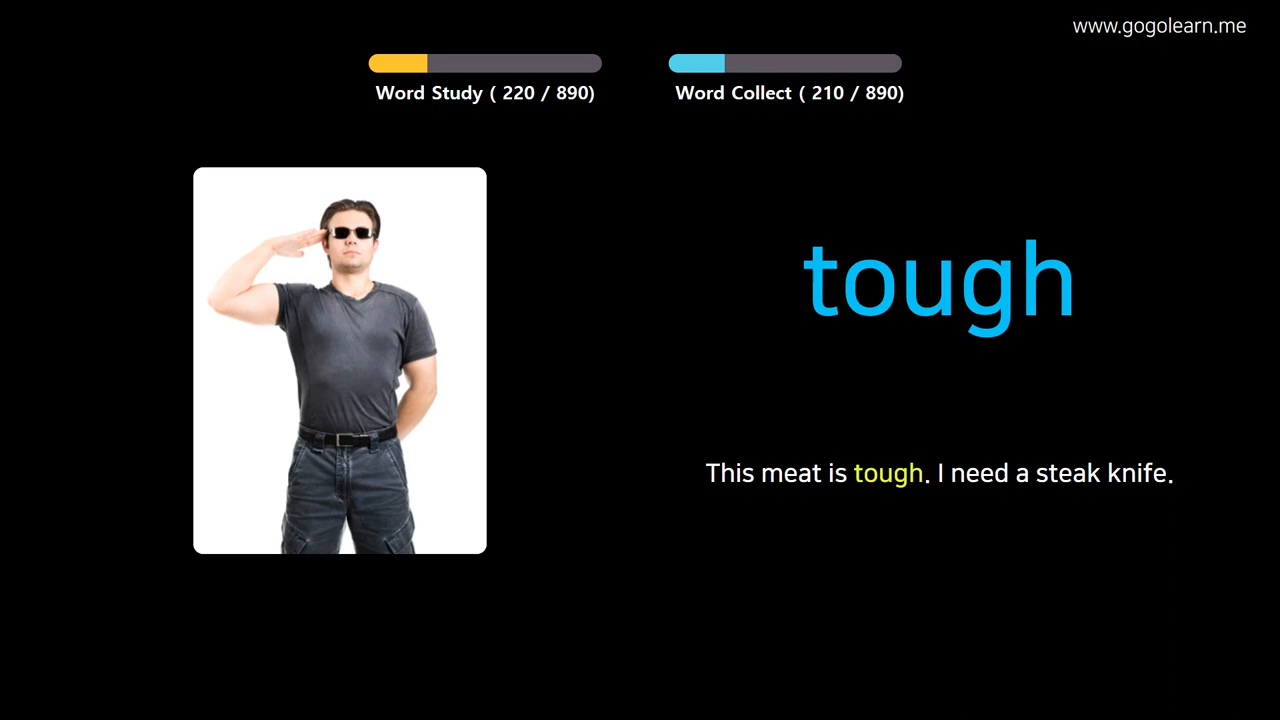 www.gogolearn.me
Word Study ( 220 / 890)
Word Collect ( 210 / 890)
tough
This meat is tough. I need a steak knife.